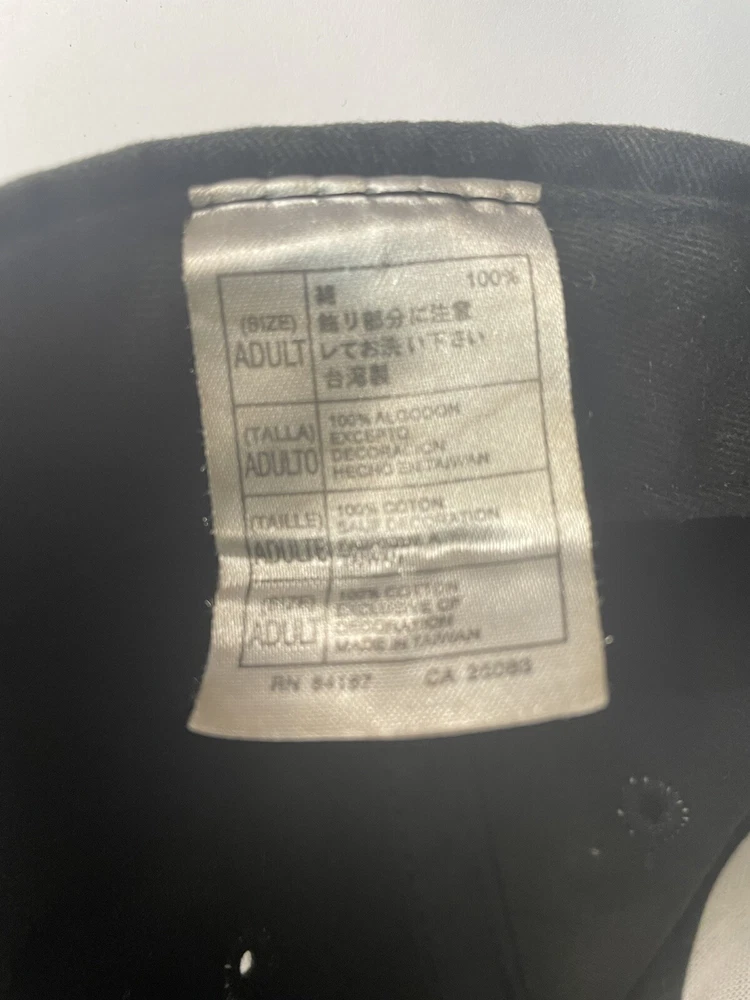 (SIZE)
ADULT
綿 100%
飾り部分に注意
してお洗い下さい
台湾製
(TALLA)
ADULTO
100% ALGODON
EXCEPTO
DECORATION
HECHO EN TAIWAN
(TAILLE)
ADULTE
100% COTON
SAUF DECORATION
(SIZE)
ADULT
100% COTTON
EXCLUSIVE OF
DECORATION
MADE IN TAIWAN
RN 84187 CA